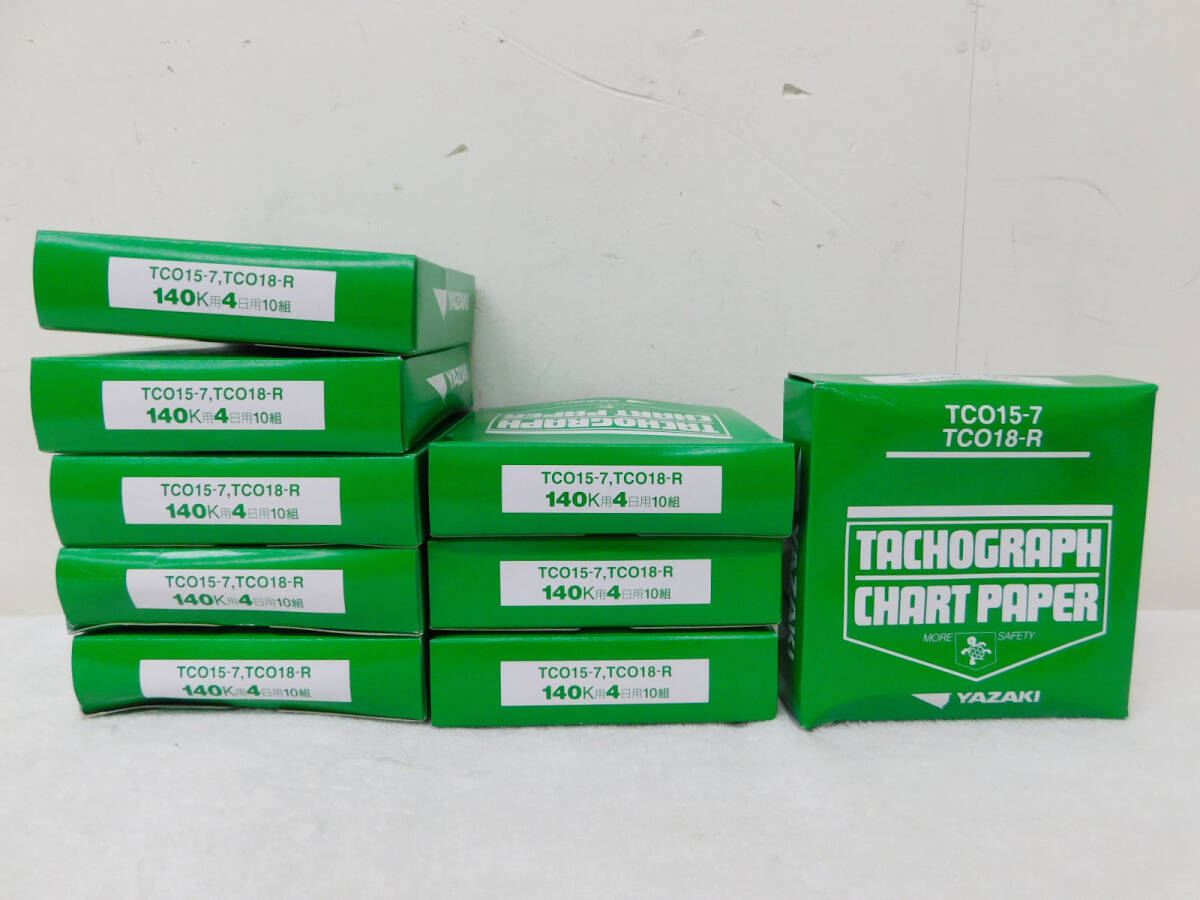 TCO15-7,TCO18-R
140K用4日用10組
YAZAKI
TCO15-7,TCO18-R
140K用4日用10組
YAZAKI
TCO15-7,TCO18-R
140K用4日用10組
TCO15-7,TCO18-R
140K用4日用10組
TCO15-7,TCO18-R
140K用4日用10組
TACHOGRAPH
CHART PAPER
TCO15-7,TCO18-R
140K用4日用10組
TCO15-7,TCO18-R
140K用4日用10組
TCO15-7,TCO18-R
140K用4日用10組
YAZAKI
TCO15-7
TCO18-R
TACHOGRAPH
CHART PAPER
MORE SAFETY
YAZAKI